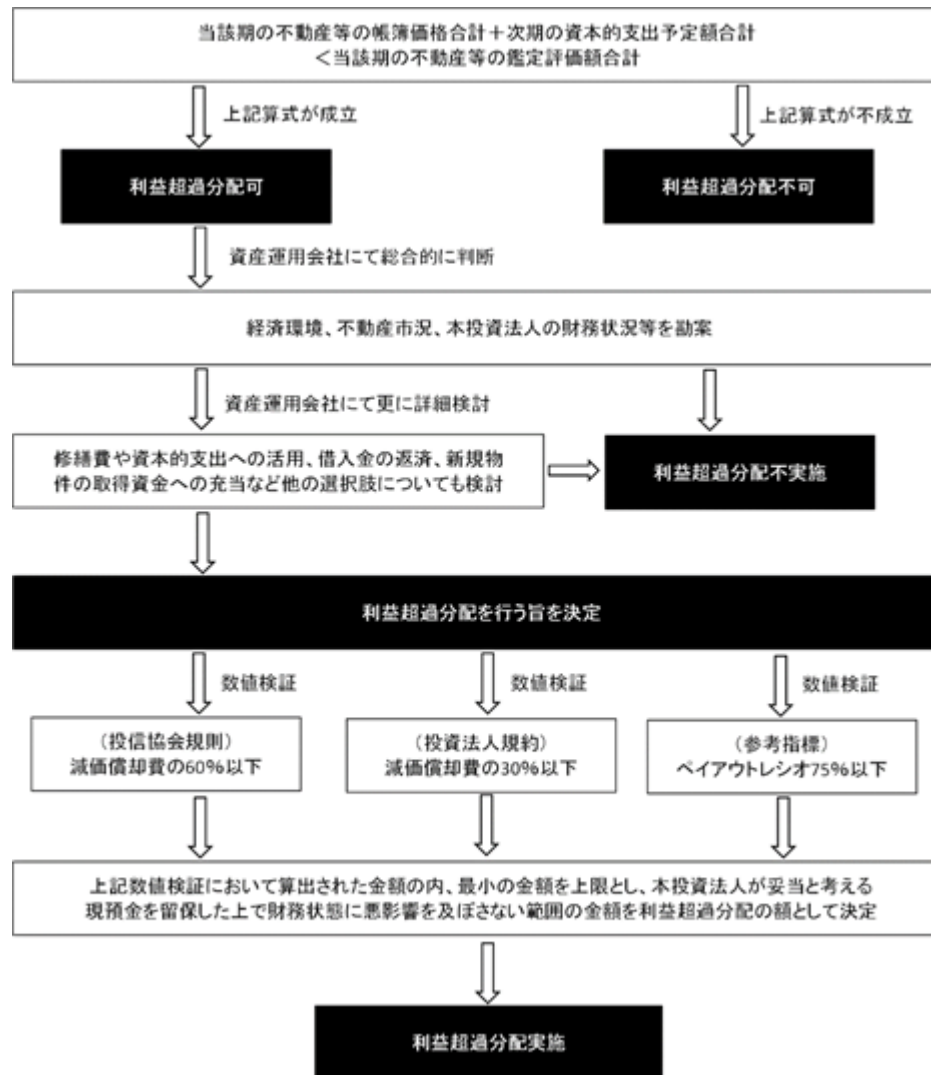 当該期の不動産等の帳簿価格合計＋次期の資本的支出予定額合計
＜当該期の不動産等の鑑定評価額合計
上記算式が成立
上記算式が不成立
利益超過分配可
利益超過分配不可
資産運用会社にて総合的に判断
経済環境、不動産市況、本投資法人の財務状況等を勘案
資産運用会社にて更に詳細検討
修繕費や資本的支出への活用、借入金の返済、新規物
件の取得資金への充当など他の選択肢についても検討
利益超過分配不実施
利益超過分配を行う旨を決定
数値検証
数値検証
数値検証
（投信協会規則）
減価償却費の60％以下
（投資法人規約）
減価償却費の30％以下
（参考指標）
ペイアウトレシオ75％以下
上記数値検証において算出された金額の内、最小の金額を上限とし、本投資法人が妥当と考える
現預金を留保した上で財務状態に悪影響を及ぼさない範囲の金額を利益超過分配の額として決定
利益超過分配実施